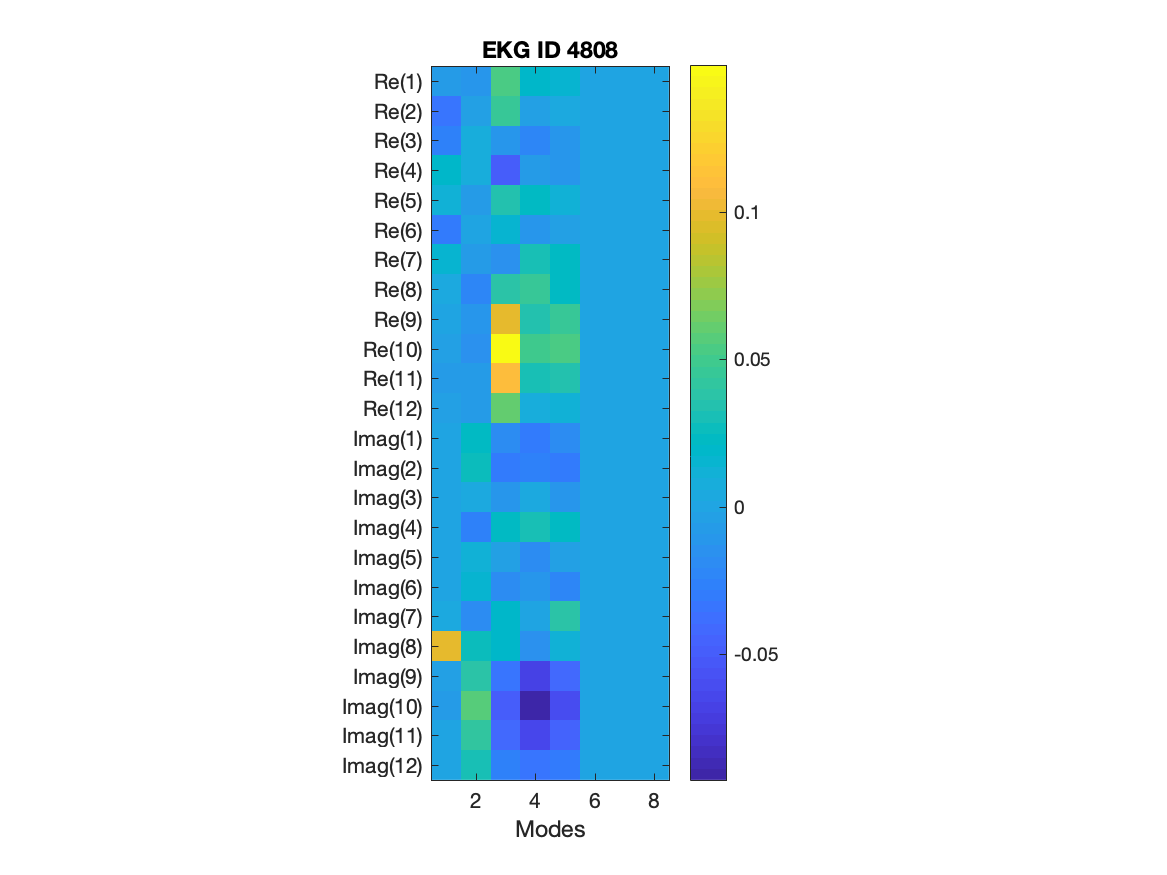 EKG ID 4808
Re(1)
Re(2)
Re(3)
Re(4)
Re(5)
Re(6)
Re(7)
Re(8)
Re(9)
Re(10)
Re(11)
Re(12)
Imag(1)
Imag(2)
Imag(3)
Imag(4)
Imag(5)
Imag(6)
Imag(7)
Imag(8)
Imag(9)
Imag(10)
Imag(11)
Imag(12)
2 4 6 8
Modes
0.1
0.05
0
-0.05